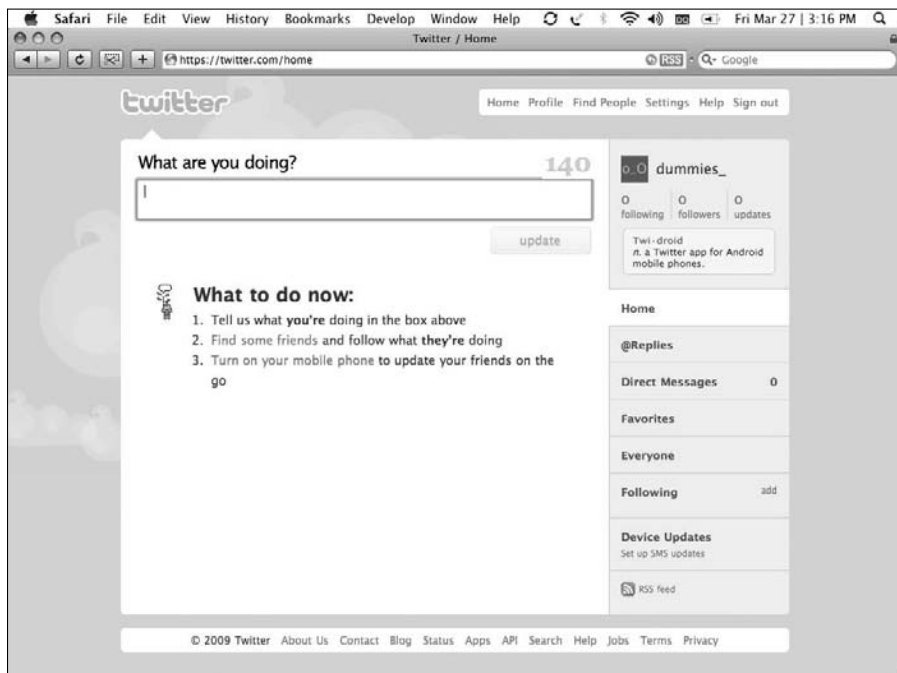 Safari File Edit View History Bookmarks Develop Window Help Fri Mar 27 | 3:16 PM
Twitter / Home
https://twitter.com/home RSS Google
twitter
Home Profile Find People Settings Help Sign out
What are you doing? 140
update
What to do now:
1. Tell us what you're doing in the box above
2. Find some friends and follow what they're doing
3. Turn on your mobile phone to update your friends on the
go
o_O dummies_
0 0 0
following followers updates
Twi-droid
n. a Twitter app for Android
mobile phones.
Home
@Replies
Direct Messages 0
Favorites
Everyone
Following add
Device Updates
Set up SMS updates
RSS feed
© 2009 Twitter About Us Contact Blog Status Apps API Search Help Jobs Terms Privacy